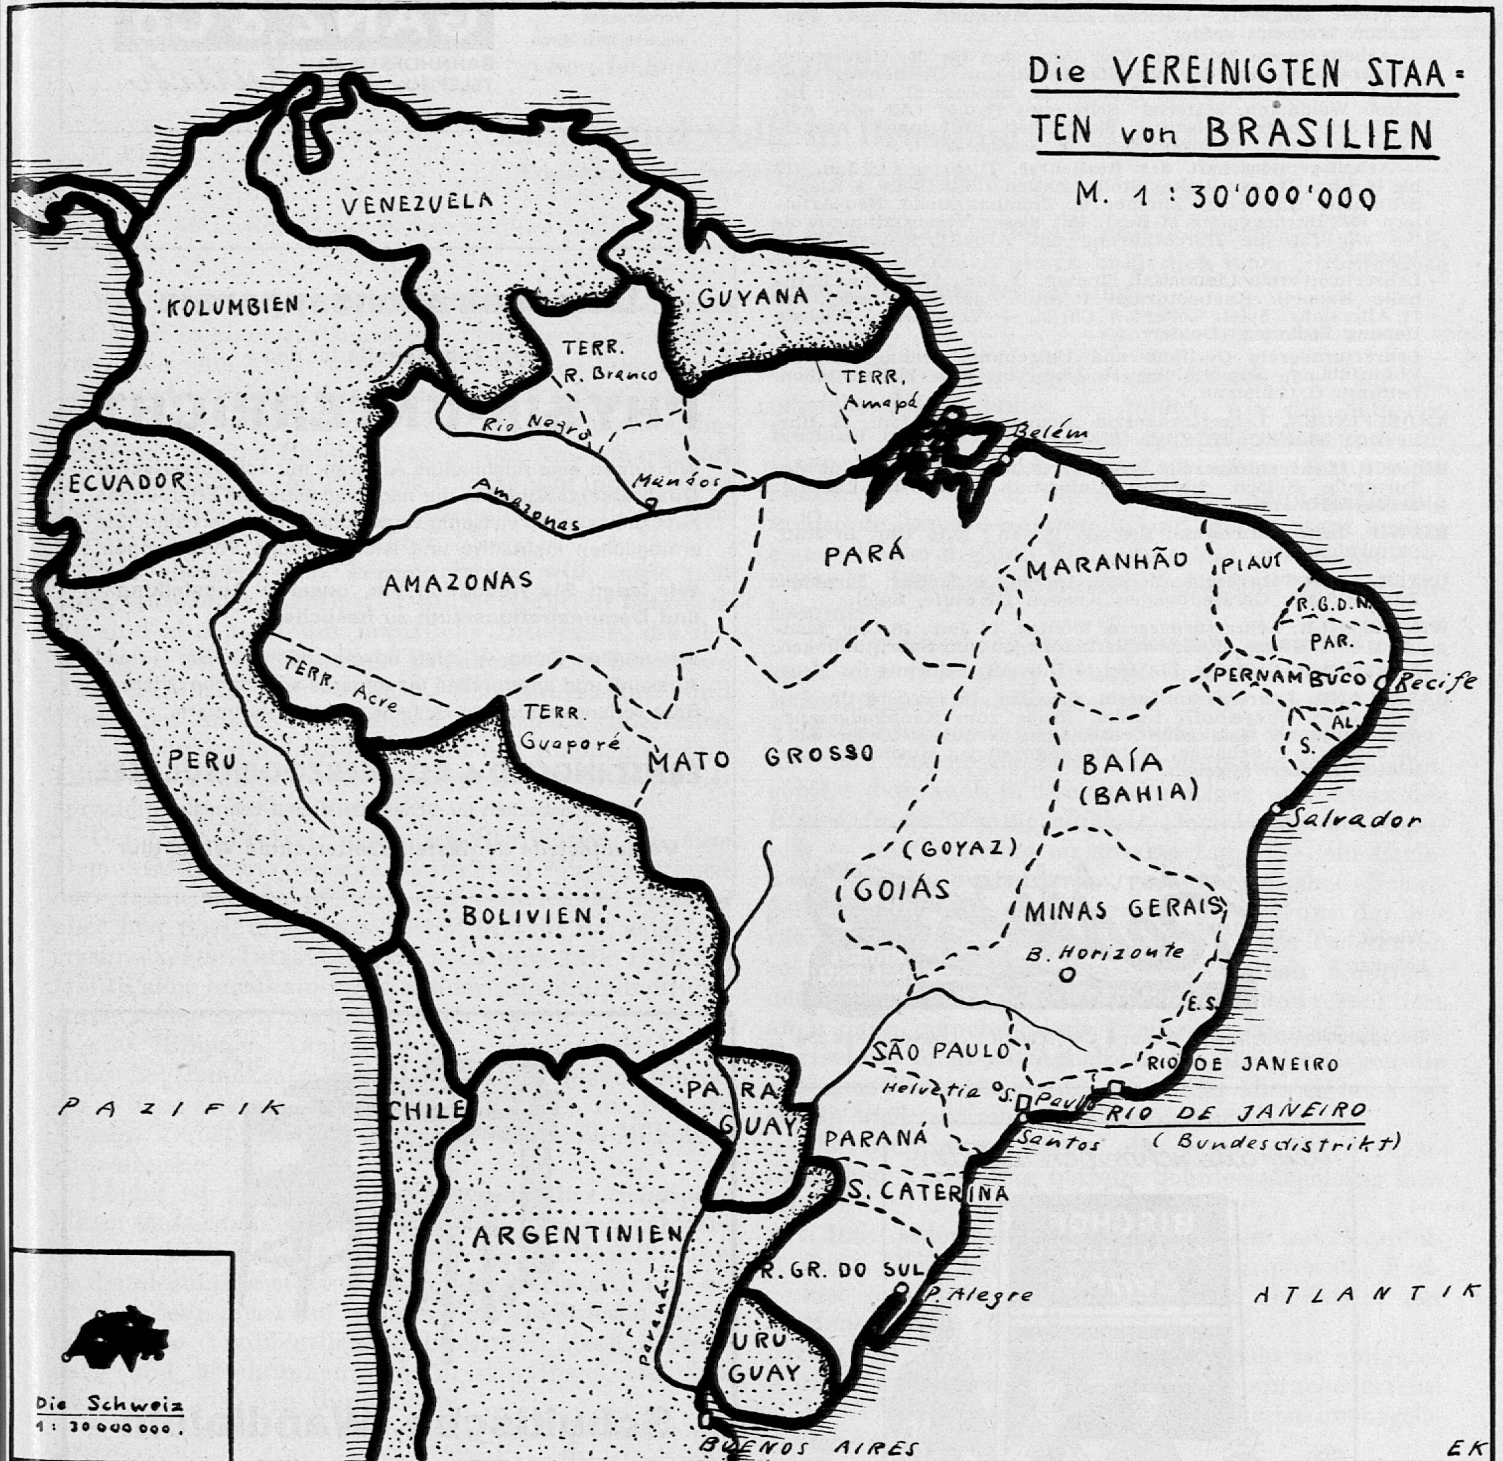 Die VEREINIGTEN STAA=
TEN von BRASILIEN
M. 1 : 30'000'000
VENEZUELA
KOLUMBIEN
GUYANA
TERR.
R. Branco
TERR.
Amapá
Rio Negro
Belém
ECUADOR
Manáos
Amazonas
PARÁ
MARANHÃO
PIAUÍ
AMAZONAS
R.G.D.N.
PAR.
TERR. Acre
PERNAMBUCO
Recife
TERR.
Guaporé
AL.
S.
PERU
MATO GROSSO
BAÍA
(BAHIA)
Salvador
(GOYAZ)
GOIÁS
BOLIVIEN
MINAS GERAIS
B. Horizonte
E.S.
SÃO PAULO
RIO DE JANEIRO
Helvetia
S. Paulo
PAZIFIK
CHILE
PARA
GUAY
RIO DE JANEIRO
(Bundesdistrikt)
PARANÁ
Santos
S. CATERINA
ARGENTINIEN
R. GR. DO SUL
P. Alegre
ATLANTIK
Paraná
URU
GUAY
Die Schweiz
1 : 30 000 000.
BUENOS AIRES
EK